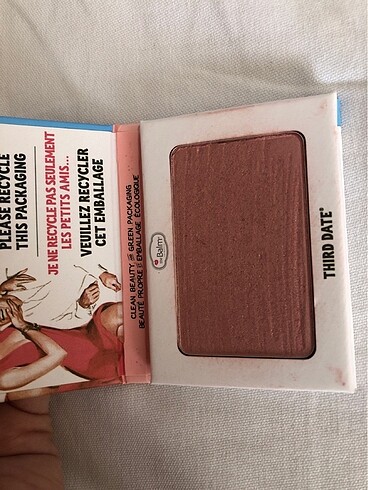 PLEASE RECYCLE
THIS PACKAGING
JE NE RECYCLE PAS SEULEMENT
LES PETITS AMIS...
VEUILLEZ RECYCLER
CET EMBALLAGE
CLEAN BEAUTY IN GREEN PACKAGING
BEAUTÉ PROPRE & EMBALLAGE ÉCOLOGIQUE
theBalm®
THIRD DATE®